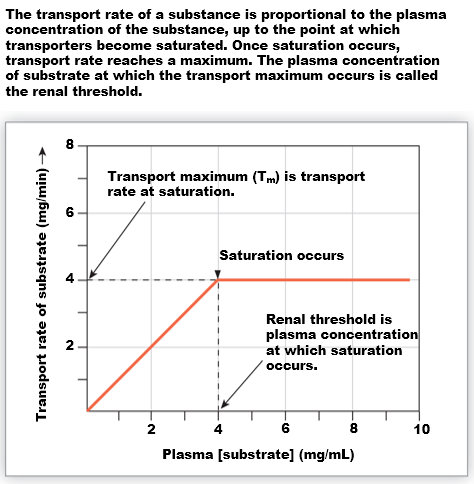 The transport rate of a substance is proportional to the plasma
concentration of the substance, up to the point at which
transporters become saturated. Once saturation occurs,
transport rate reaches a maximum. The plasma concentration
of substrate at which the transport maximum occurs is called
the renal threshold.
8
Transport maximum (Tm) is transport
rate at saturation.
6
Transport rate of substrate (mg/min)
Saturation occurs
4
Renal threshold is
plasma concentration
at which saturation
occurs.
2
2 4 6 8 10
Plasma [substrate] (mg/mL)